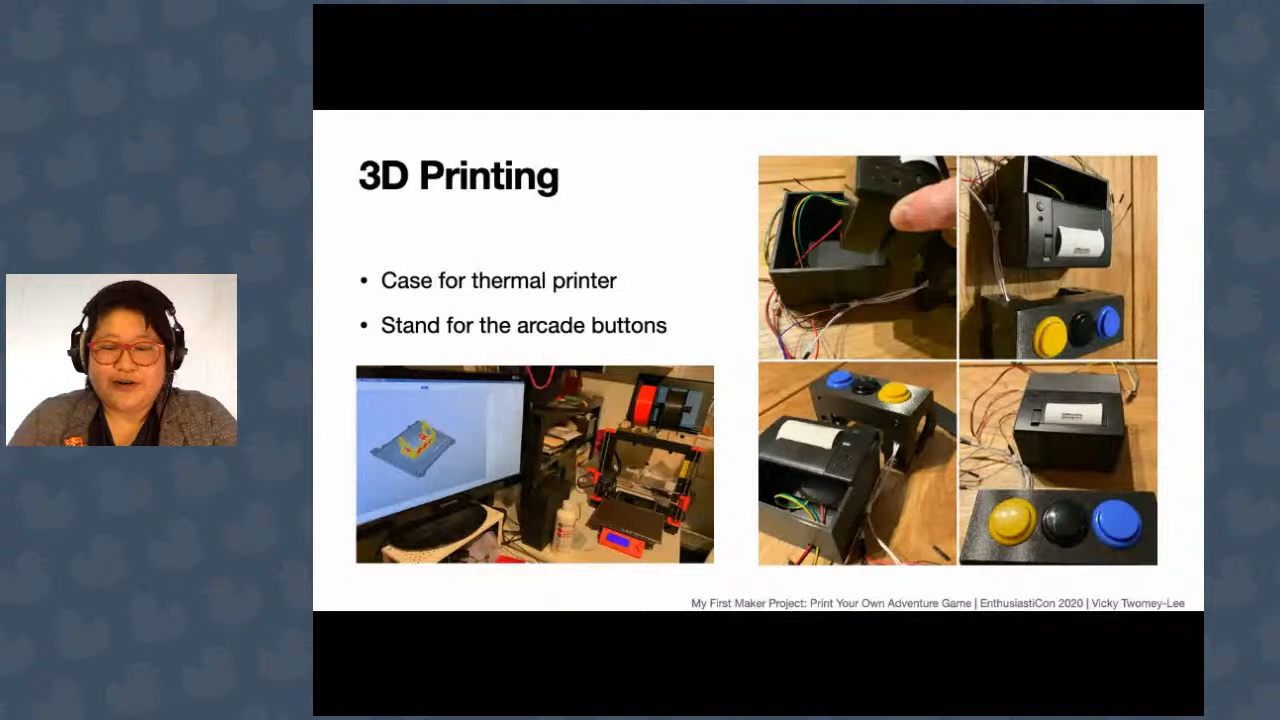 3D Printing
• Case for thermal printer
• Stand for the arcade buttons
My First Maker Project: Print Your Own Adventure Game | EnthusiastiCon 2020 | Vicky Twomey-Lee